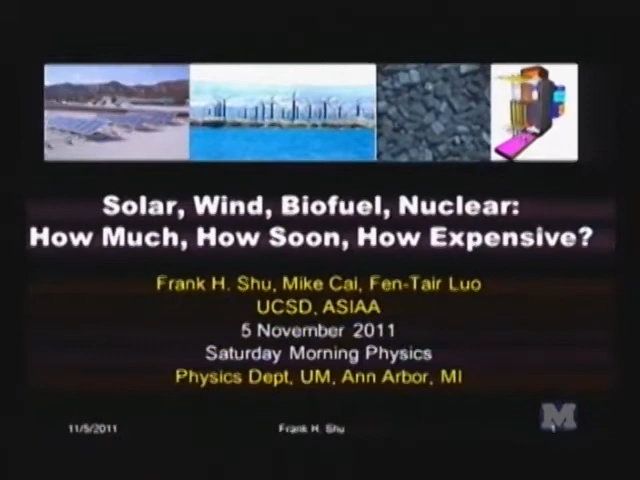 Solar, Wind, Biofuel, Nuclear:
How Much, How Soon, How Expensive?
Frank H. Shu, Mike Cai, Fen-Tair Luo
UCSD, ASIAA
5 November 2011
Saturday Morning Physics
Physics Dept, UM, Ann Arbor, MI
11/5/2011 Frank H. Shu
M